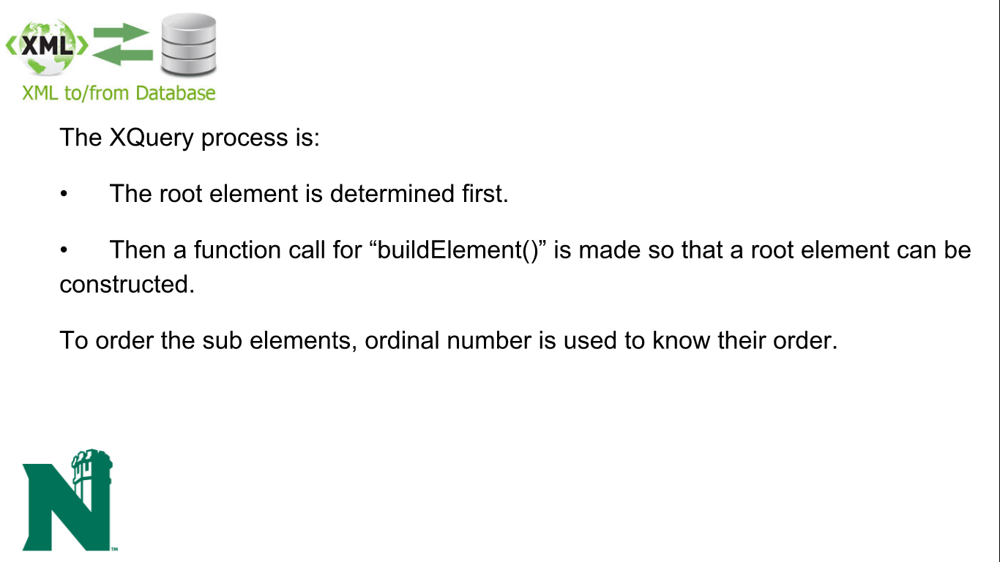 XML
XML to/from Database
The XQuery process is:
• The root element is determined first.
• Then a function call for “buildElement()” is made so that a root element can be
constructed.
To order the sub elements, ordinal number is used to know their order.
N
TM